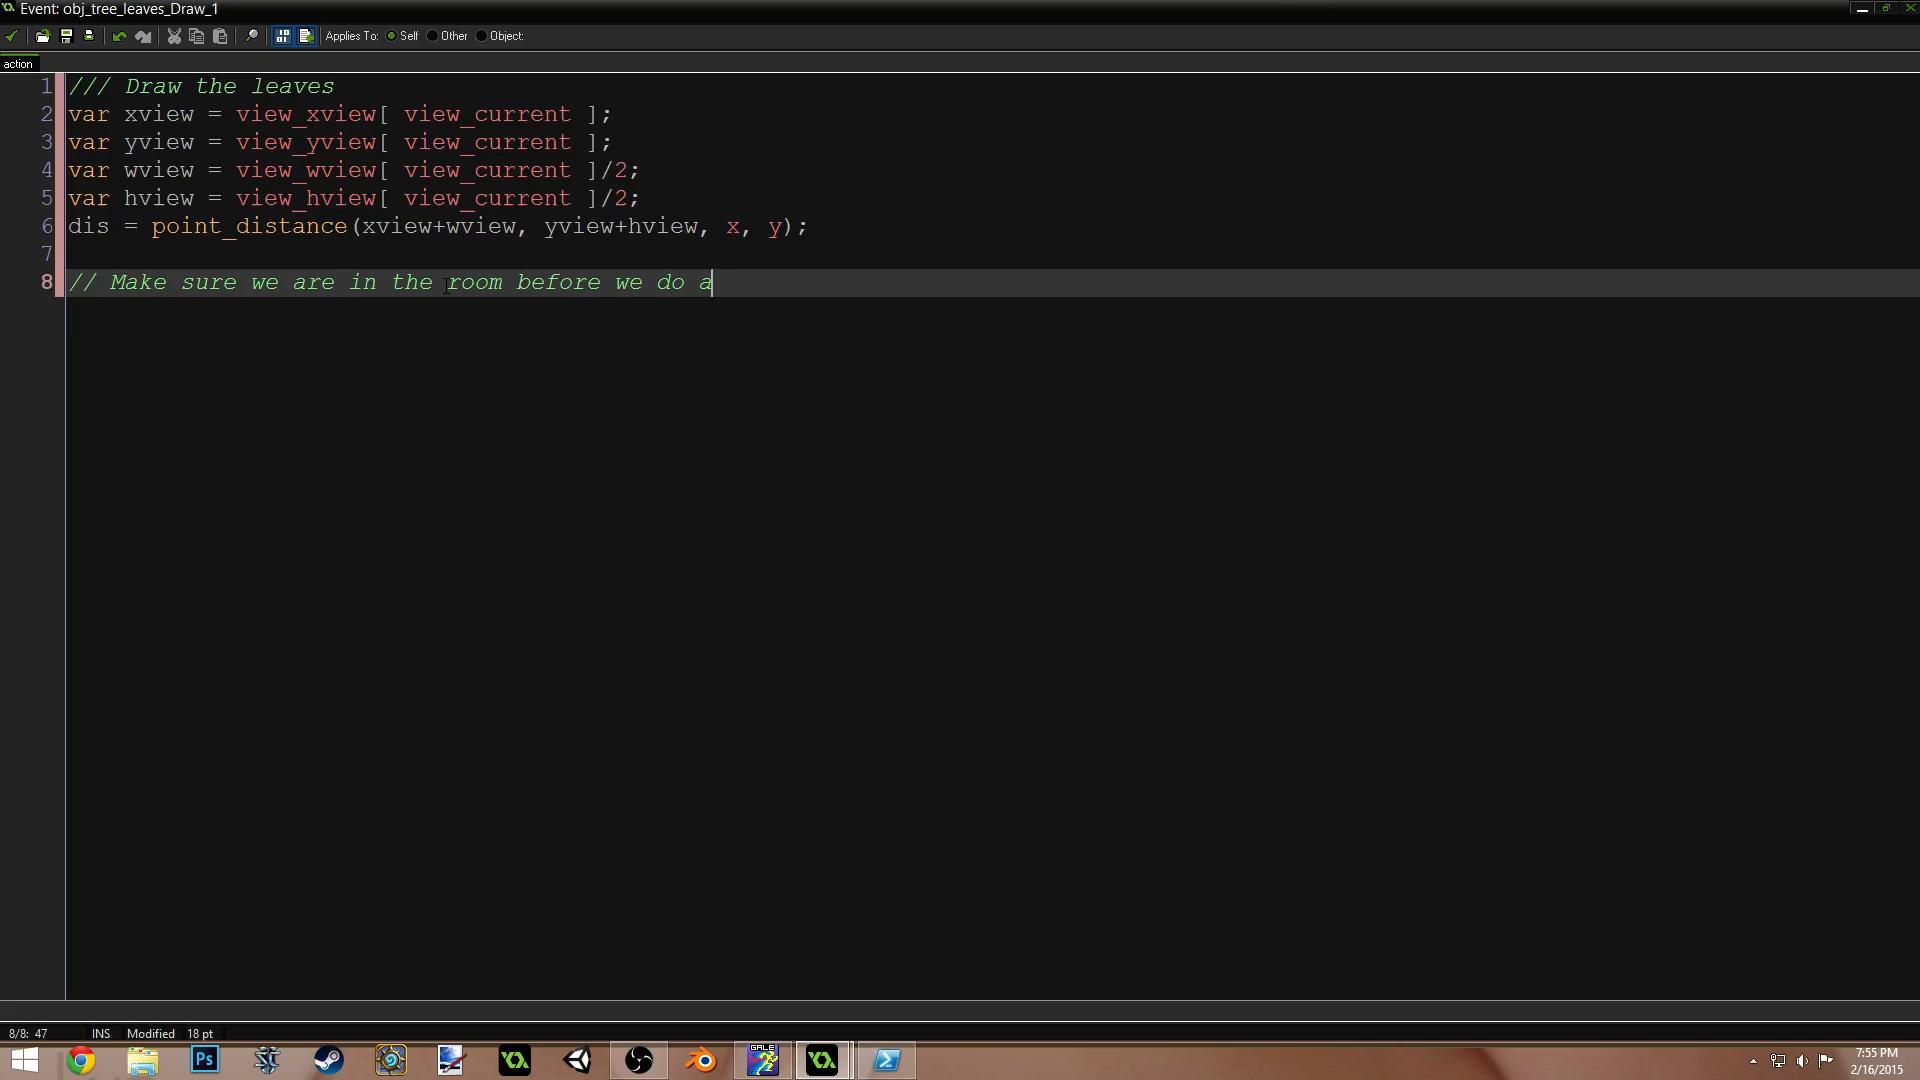 Event: obj_tree_leaves_Draw_1
Applies To: Self Other Object:
action
1 /// Draw the leaves
2 var xview = view_xview[ view_current ];
3 var yview = view_yview[ view_current ];
4 var wview = view_wview[ view_current ]/2;
5 var hview = view_hview[ view_current ]/2;
6 dis = point_distance(xview+wview, yview+hview, x, y);
7
8 // Make sure we are in the room before we do a
8/8: 47 INS Modified 18 pt
Ps GALE 7:55 PM
2/16/2015